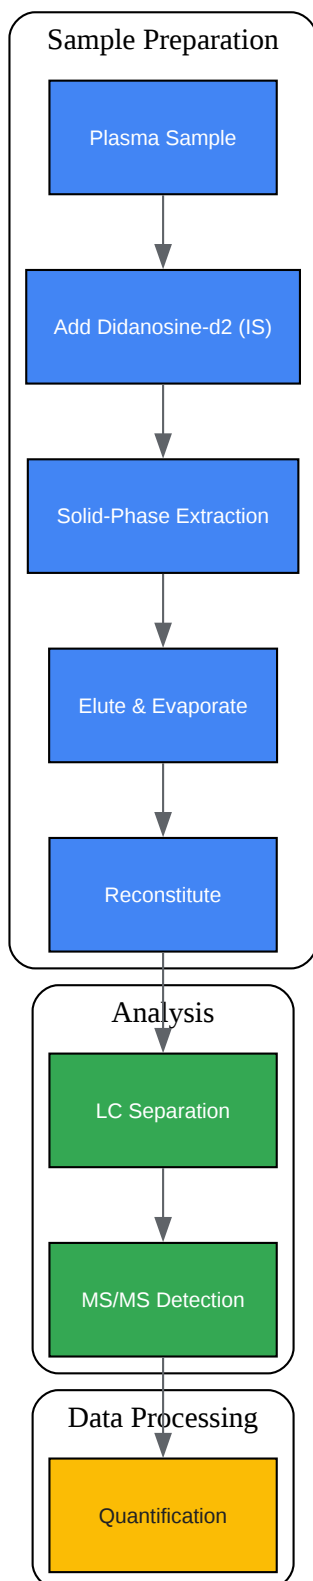 Sample Preparation
Plasma Sample
Add Didanosine-d2 (IS)
Solid-Phase Extraction
Elute & Evaporate
Reconstitute
Analysis
LC Separation
MS/MS Detection
Data Processing
Quantification